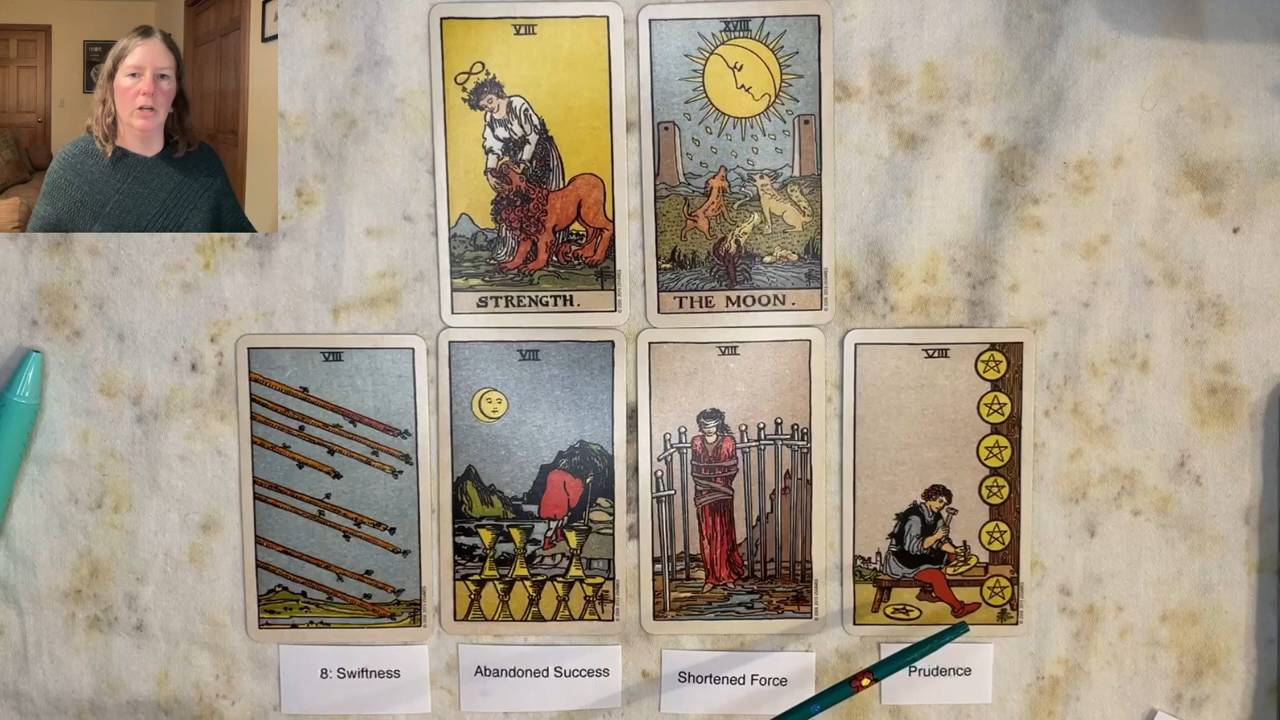 VIII
XVIII
STRENGTH.
THE MOON.
VIII
VIII
VIII
VIII
8: Swiftness
Abandoned Success
Shortened Force
Prudence